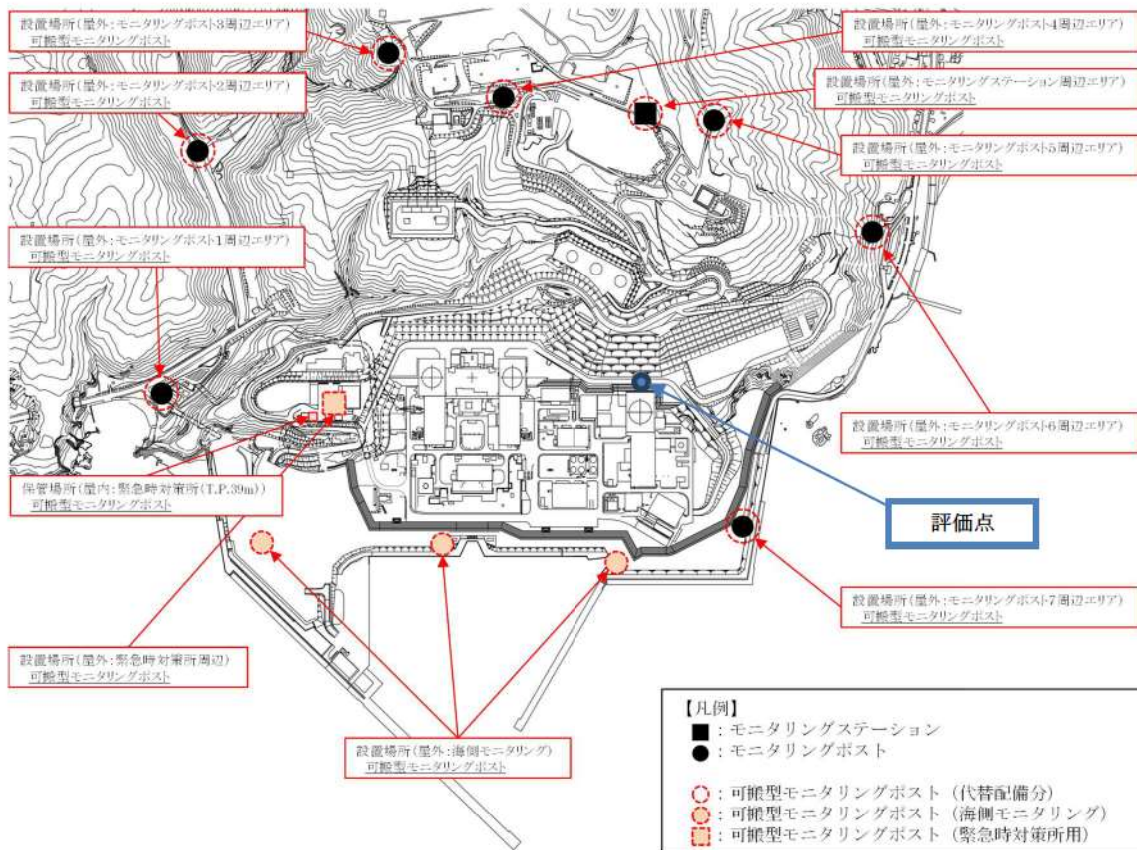 設置場所(屋外:モニタリングポスト3周辺エリア)
可搬型モニタリングポスト
設置場所(屋外:モニタリングポスト2周辺エリア)
可搬型モニタリングポスト
設置場所(屋外:モニタリングポスト1周辺エリア)
可搬型モニタリングポスト
保管場所(屋内:緊急時対策所(T.P.39m))
可搬型モニタリングポスト
設置場所(屋外:緊急時対策所周辺)
可搬型モニタリングポスト
設置場所(屋外:海側モニタリング)
可搬型モニタリングポスト
設置場所(屋外:モニタリングポスト4周辺エリア)
可搬型モニタリングポスト
設置場所(屋外:モニタリングステーション周辺エリア)
可搬型モニタリングポスト
設置場所(屋外:モニタリングポスト5周辺エリア)
可搬型モニタリングポスト
設置場所(屋外:モニタリングポスト6周辺エリア)
可搬型モニタリングポスト
評価点
設置場所(屋外:モニタリングポスト7周辺エリア)
可搬型モニタリングポスト
【凡例】
:モニタリングステーション
:モニタリングポスト
:可搬型モニタリングポスト(代替配備分)
:可搬型モニタリングポスト(海側モニタリング)
:可搬型モニタリングポスト(緊急時対策所用)